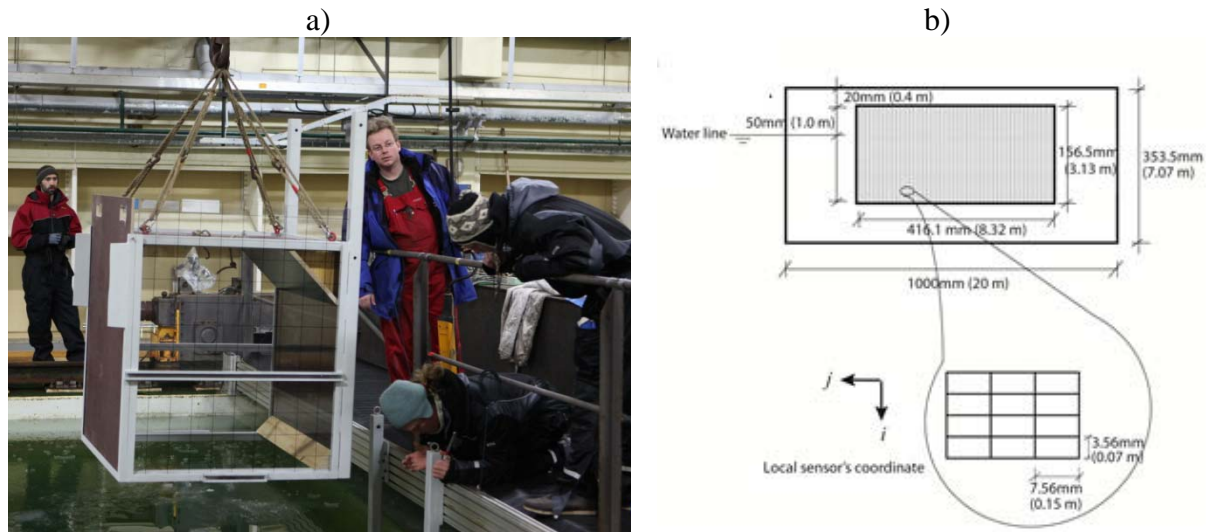 a)
b)
20mm (0.4 m)
50mm (1.0 m)
Water line
156.5mm
(3.13 m)
353.5mm
(7.07 m)
416.1 mm (8.32 m)
1000mm (20 m)
j
i
3.56mm
(0.07 m)
Local sensor's coordinate
7.56mm
(0.15 m)